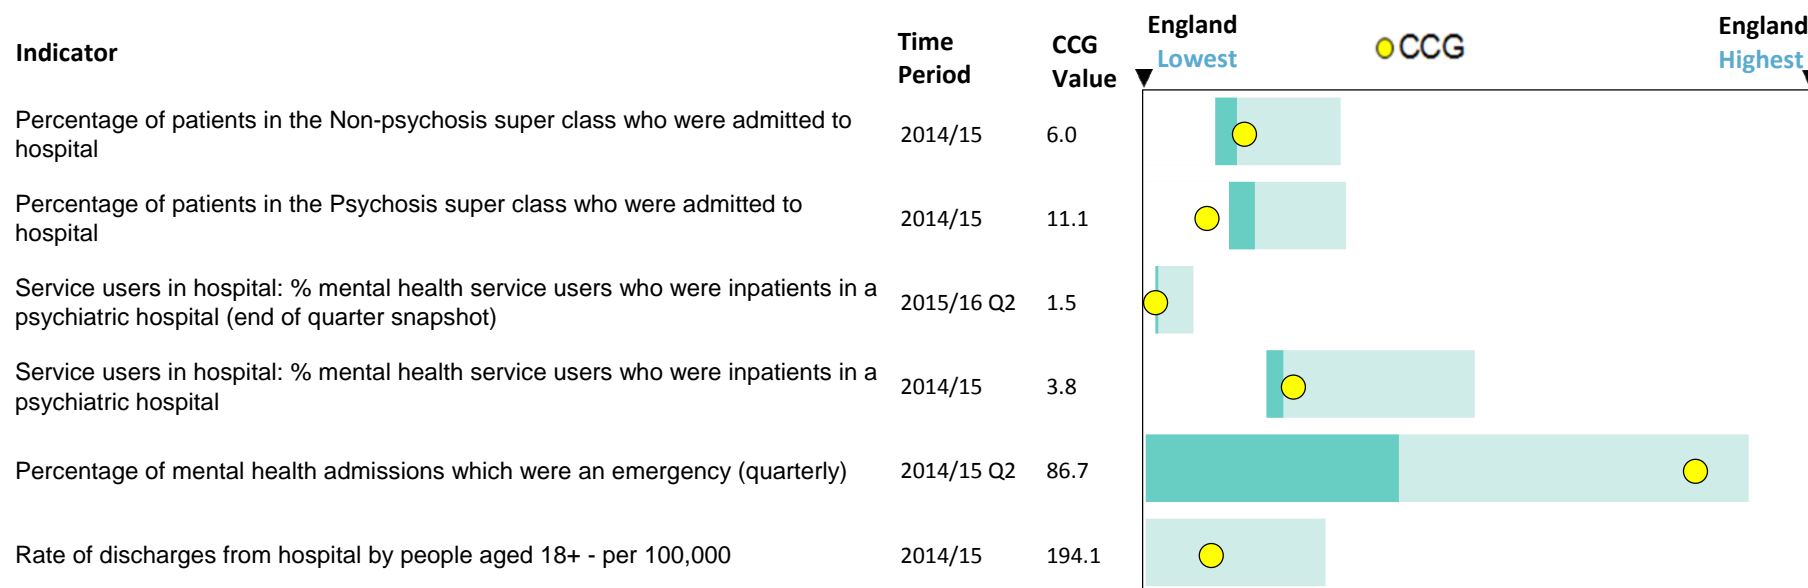 Indicator
Time
Period
CCG
Value
England
Lowest
CCG
England
Highest
Percentage of patients in the Non-psychosis super class who were admitted to
hospital
2014/15
6.0
Percentage of patients in the Psychosis super class who were admitted to
hospital
2014/15
11.1
Service users in hospital: % mental health service users who were inpatients in a
psychiatric hospital (end of quarter snapshot)
2015/16 Q2
1.5
Service users in hospital: % mental health service users who were inpatients in a
psychiatric hospital
2014/15
3.8
Percentage of mental health admissions which were an emergency (quarterly)
2014/15 Q2
86.7
Rate of discharges from hospital by people aged 18+ - per 100,000
2014/15
194.1